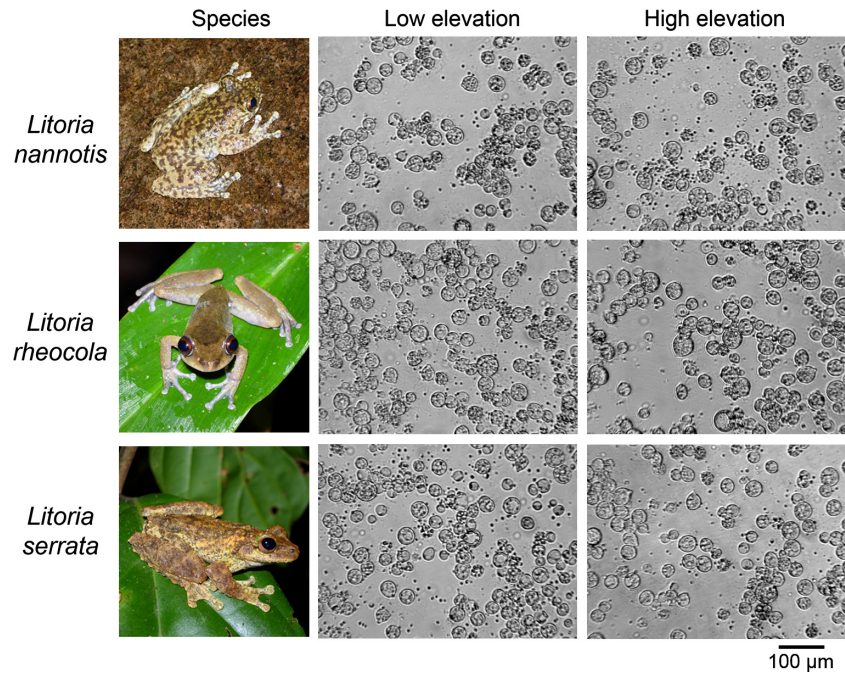 Species
Low elevation
High elevation
Litoria
nannotis
Litoria
rheocola
Litoria
serrata
100 µm